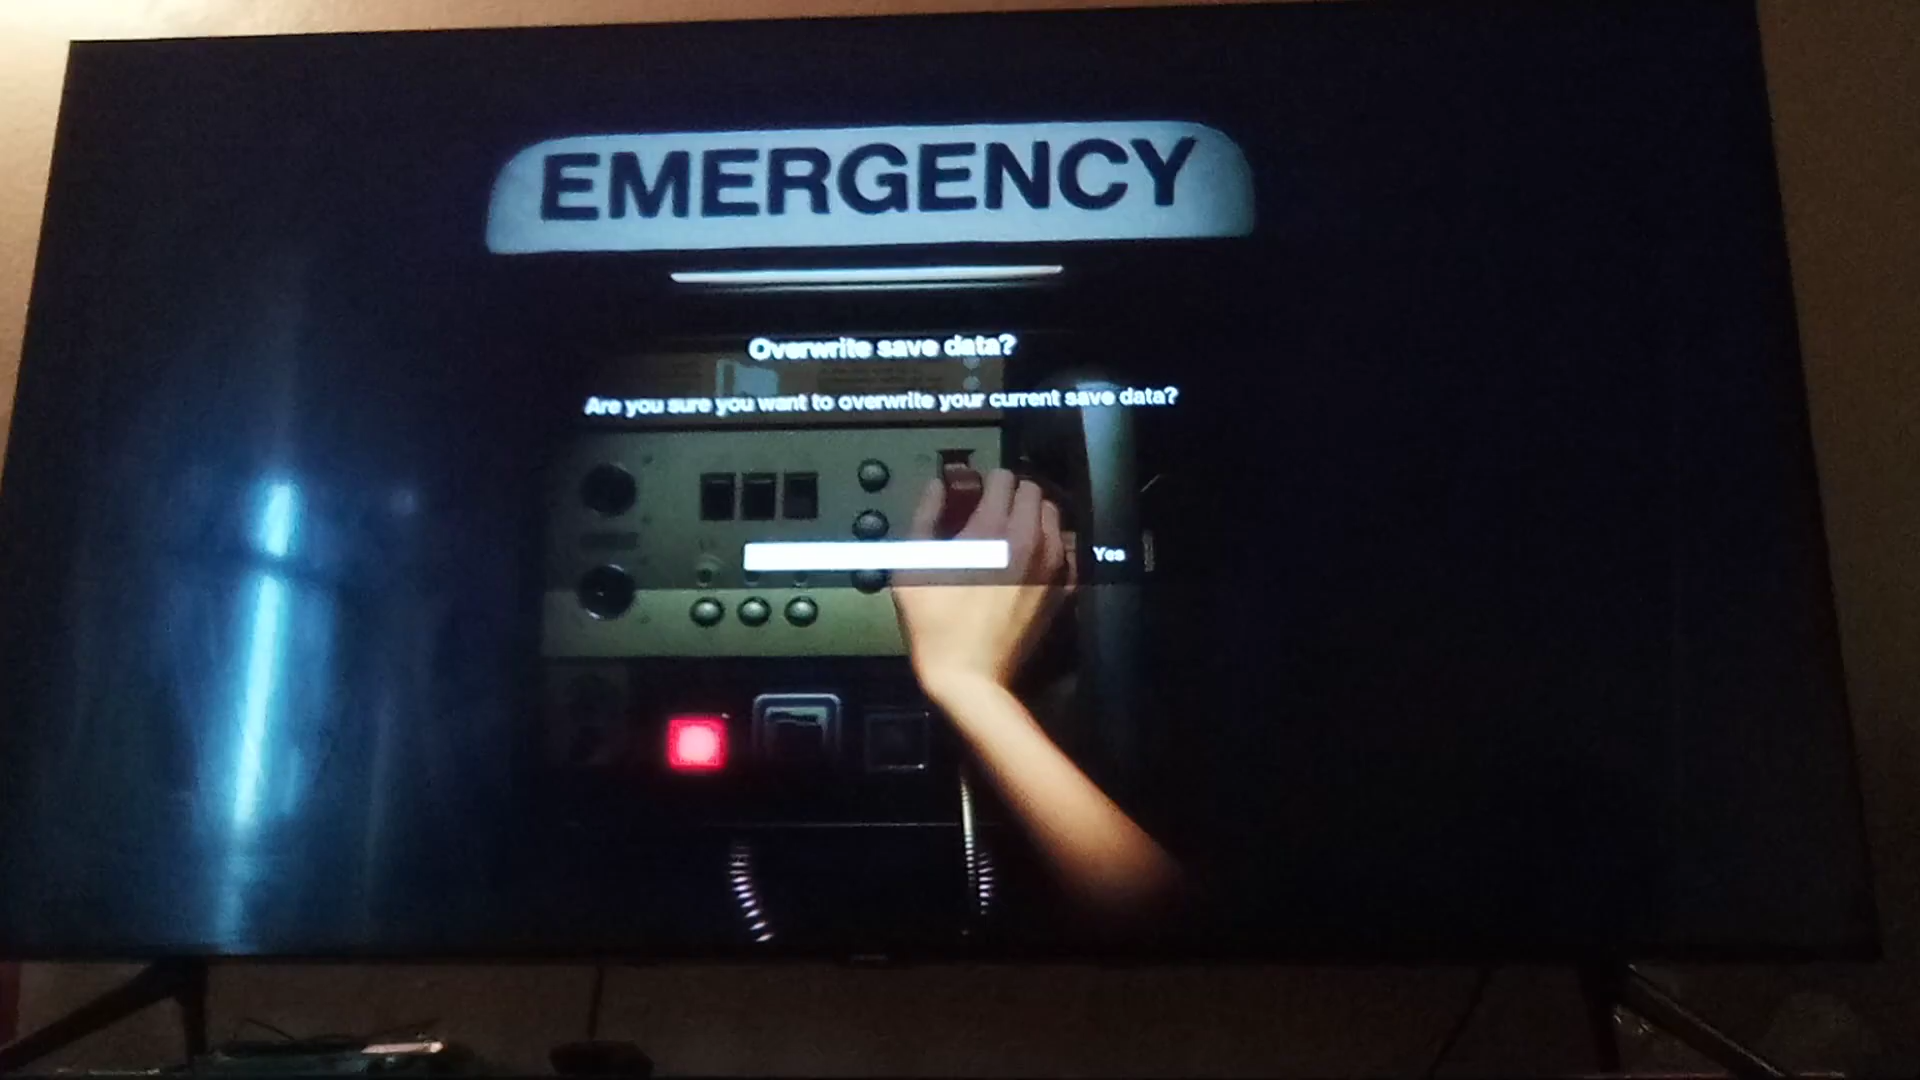 EMERGENCY
Overwrite save data?
Are you sure you want to overwrite your current save data?
Yes